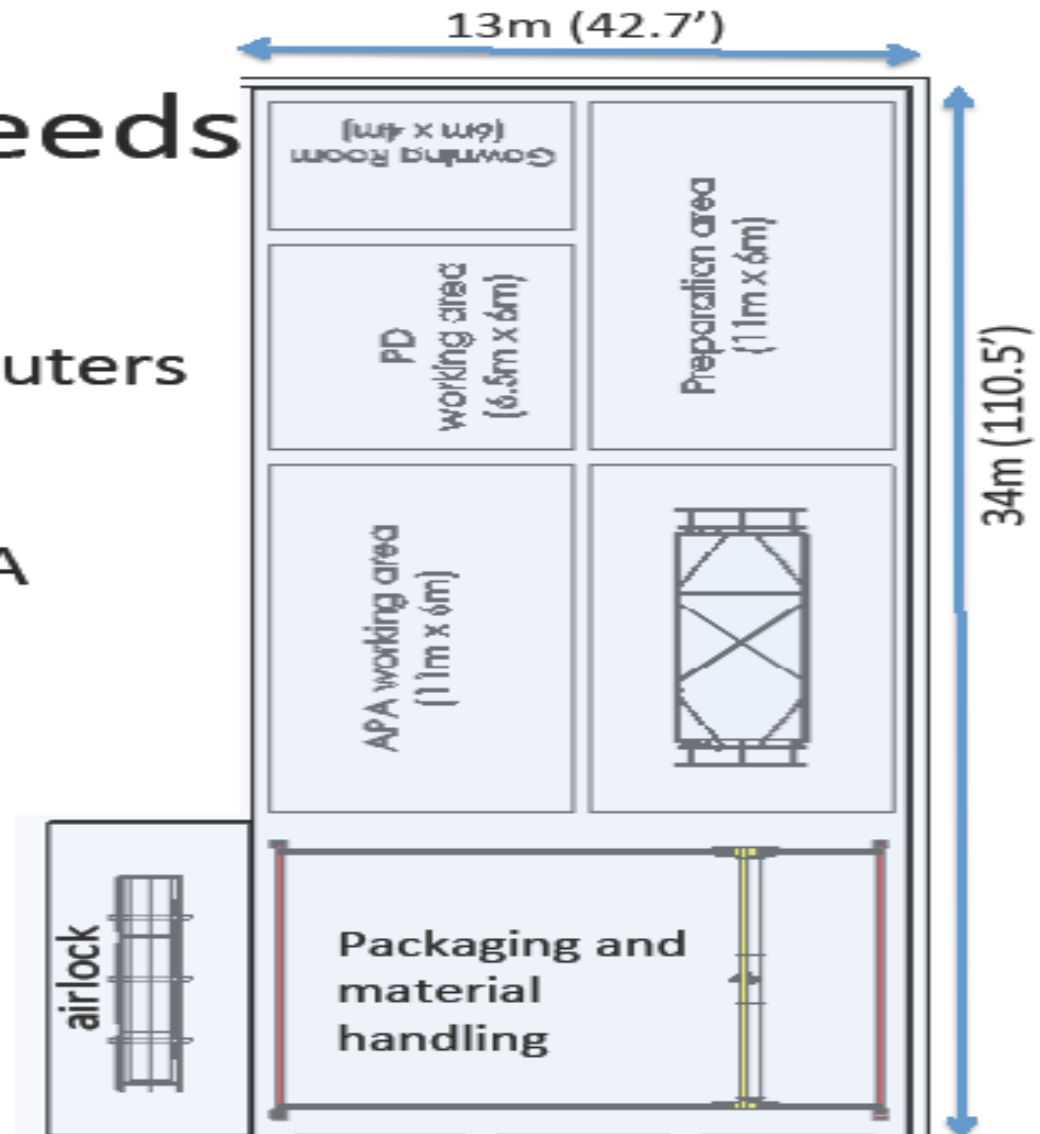 13m (42.7’)
eeds
Gowning Room
(6m x 4m)
Preparation area
(11m x 6m)
PD
working area
(6.5m x 6m)
uters
34m (110.5’)
A
APA working area
(11m x 6m)
airlock
Packaging and
material
handling